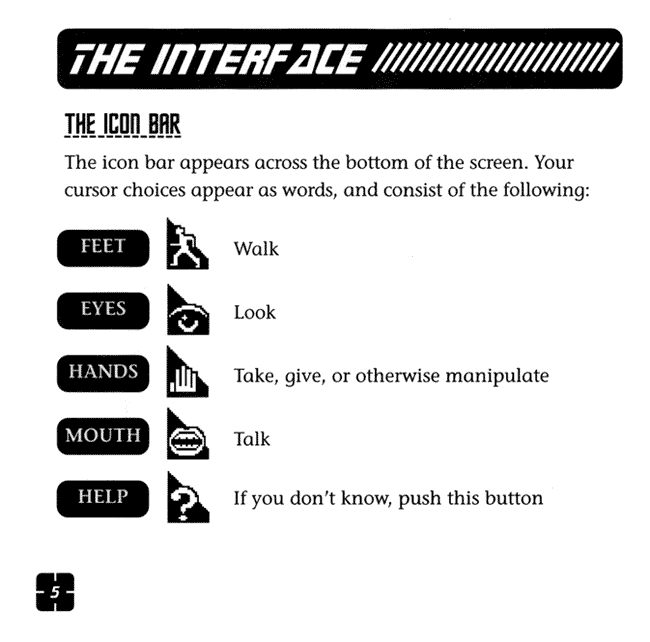 THE INTERFACE
THE ICON BAR
The icon bar appears across the bottom of the screen. Your
cursor choices appear as words, and consist of the following:
FEET Walk
EYES Look
HANDS Take, give, or otherwise manipulate
MOUTH Talk
HELP ? If you don't know, push this button
5